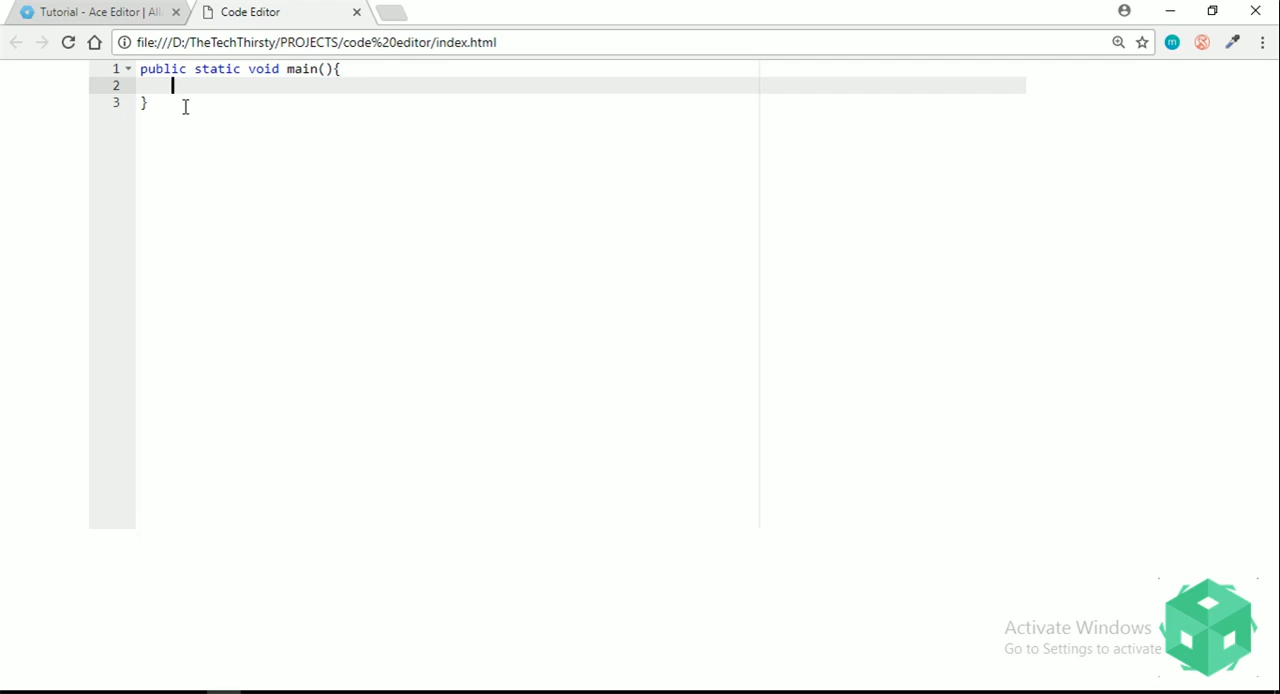 Tutorial - Ace Editor | All
Code Editor
file:///D:/TheTechThirsty/PROJECTS/code%20editor/index.html
m
1 public static void main(){
2
3 }
Activate Windows
Go to Settings to activate